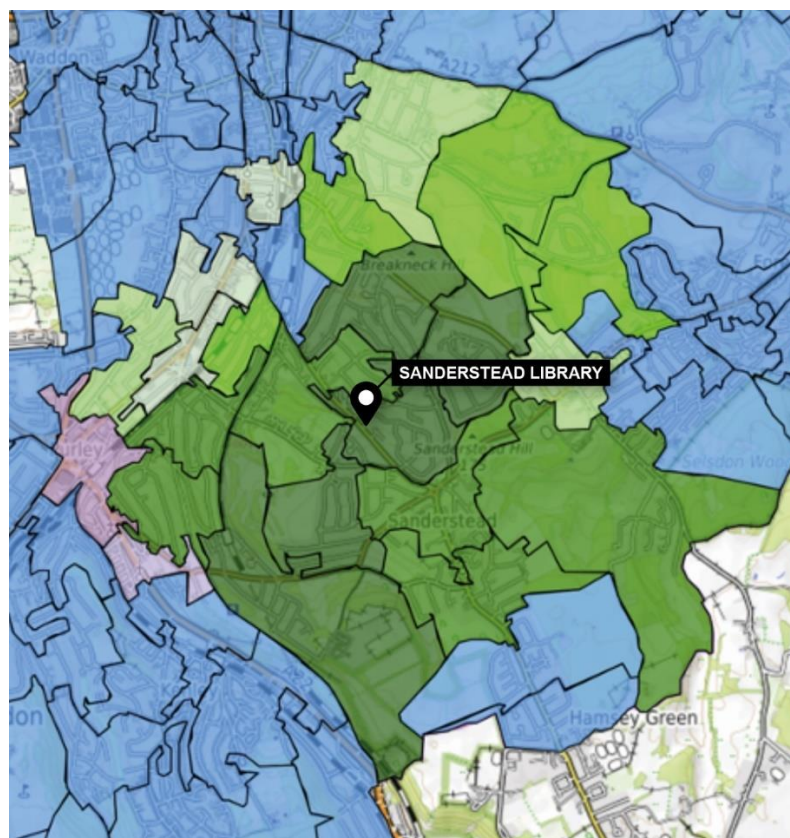 Waddon
A212
Breakneck Hill
SANDERSTEAD LIBRARY
Sanderstead Hill
Selsdon Wood
Sanderstead
Hamsey Green